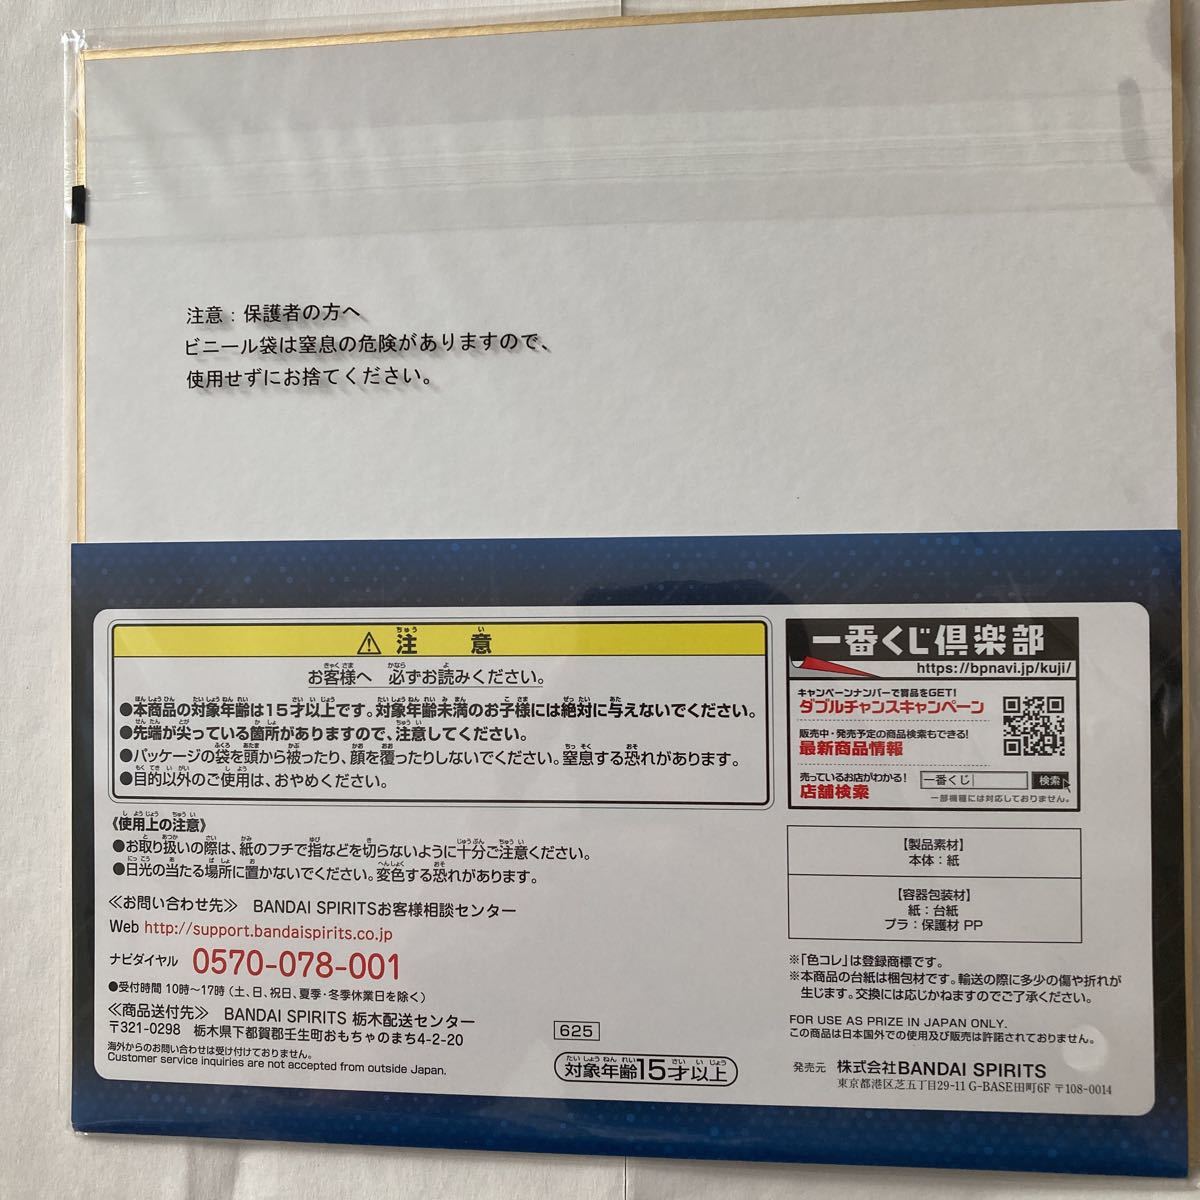 注意：保護者の方へ
ビニール袋は窒息の危険がありますので、
使用せずにお捨てください。
⚠注意
お客様へ 必ずお読みください。
●本商品の対象年齢は15才以上です。対象年齢未満のお子様には絶対に与えないでください。
●先端が尖っている箇所がありますので、注意してください。
●パッケージの袋を頭から被ったり、顔を覆ったりしないでください。窒息する恐れがあります。
●目的以外のご使用は、おやめください。
《使用上の注意》
●お取り扱いの際は、紙のフチで指などを切らないように十分ご注意ください。
●日光の当たる場所に置かないでください。変色する恐れがあります。
≪お問い合わせ先≫ BANDAI SPIRITSお客様相談センター
Web http://support.bandaispirits.co.jp
ナビダイヤル 0570-078-001
●受付時間 10時～17時（土、日、祝日、夏季・冬季休業日を除く）
≪商品送付先≫ BANDAI SPIRITS 栃木配送センター
〒321-0298 栃木県下都賀郡壬生町おもちゃのまち4-2-20
海外からのお問い合わせは受け付けておりません。
Customer service inquiries are not accepted from outside Japan.
625
対象年齢15才以上
一番くじ倶楽部
https://bpnavi.jp/kuji/
キャンペーンナンバーで賞品をGET!
ダブルチャンスキャンペーン
販売中・発売予定の商品検索もできる!
最新商品情報
売っているお店がわかる!
店舗検索
一番くじ 検索
一部機種には対応しておりません。
【製品素材】
本体：紙
【容器包装材】
紙：台紙
プラ：保護材 PP
※「色コレ」は登録商標です。
※本商品の台紙は梱包材です。輸送の際に多少の傷や折れが
生じます。交換には応じかねますのでご了承ください。
FOR USE AS PRIZE IN JAPAN ONLY.
この商品は日本国外での使用及び販売は許諾されておりません。
発売元 株式会社BANDAI SPIRITS
東京都港区芝五丁目29-11 G-BASE田町6F 〒108-0014